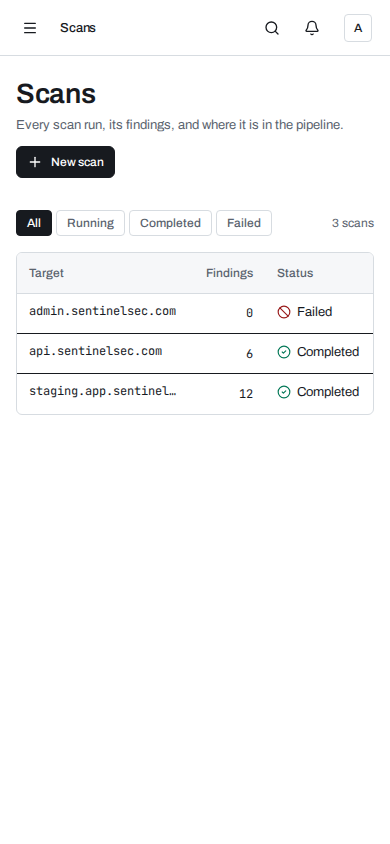 Scans
A
Scans
Every scan run, its findings, and where it is in the pipeline.
New scan
All Running Completed Failed 3 scans
Target Findings Status
admin.sentinelsec.com 0 Failed
api.sentinelsec.com 6 Completed
staging.app.sentinel… 12 Completed